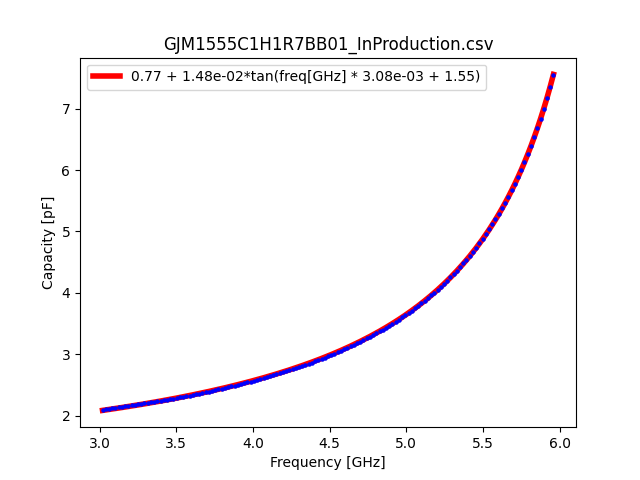 GJM1555C1H1R7BB01_InProduction.csv
0.77 + 1.48e-02*tan(freq[GHz] * 3.08e-03 + 1.55)
7
6
5
4
3
2
Capacity [pF]
3.0 3.5 4.0 4.5 5.0 5.5 6.0
Frequency [GHz]